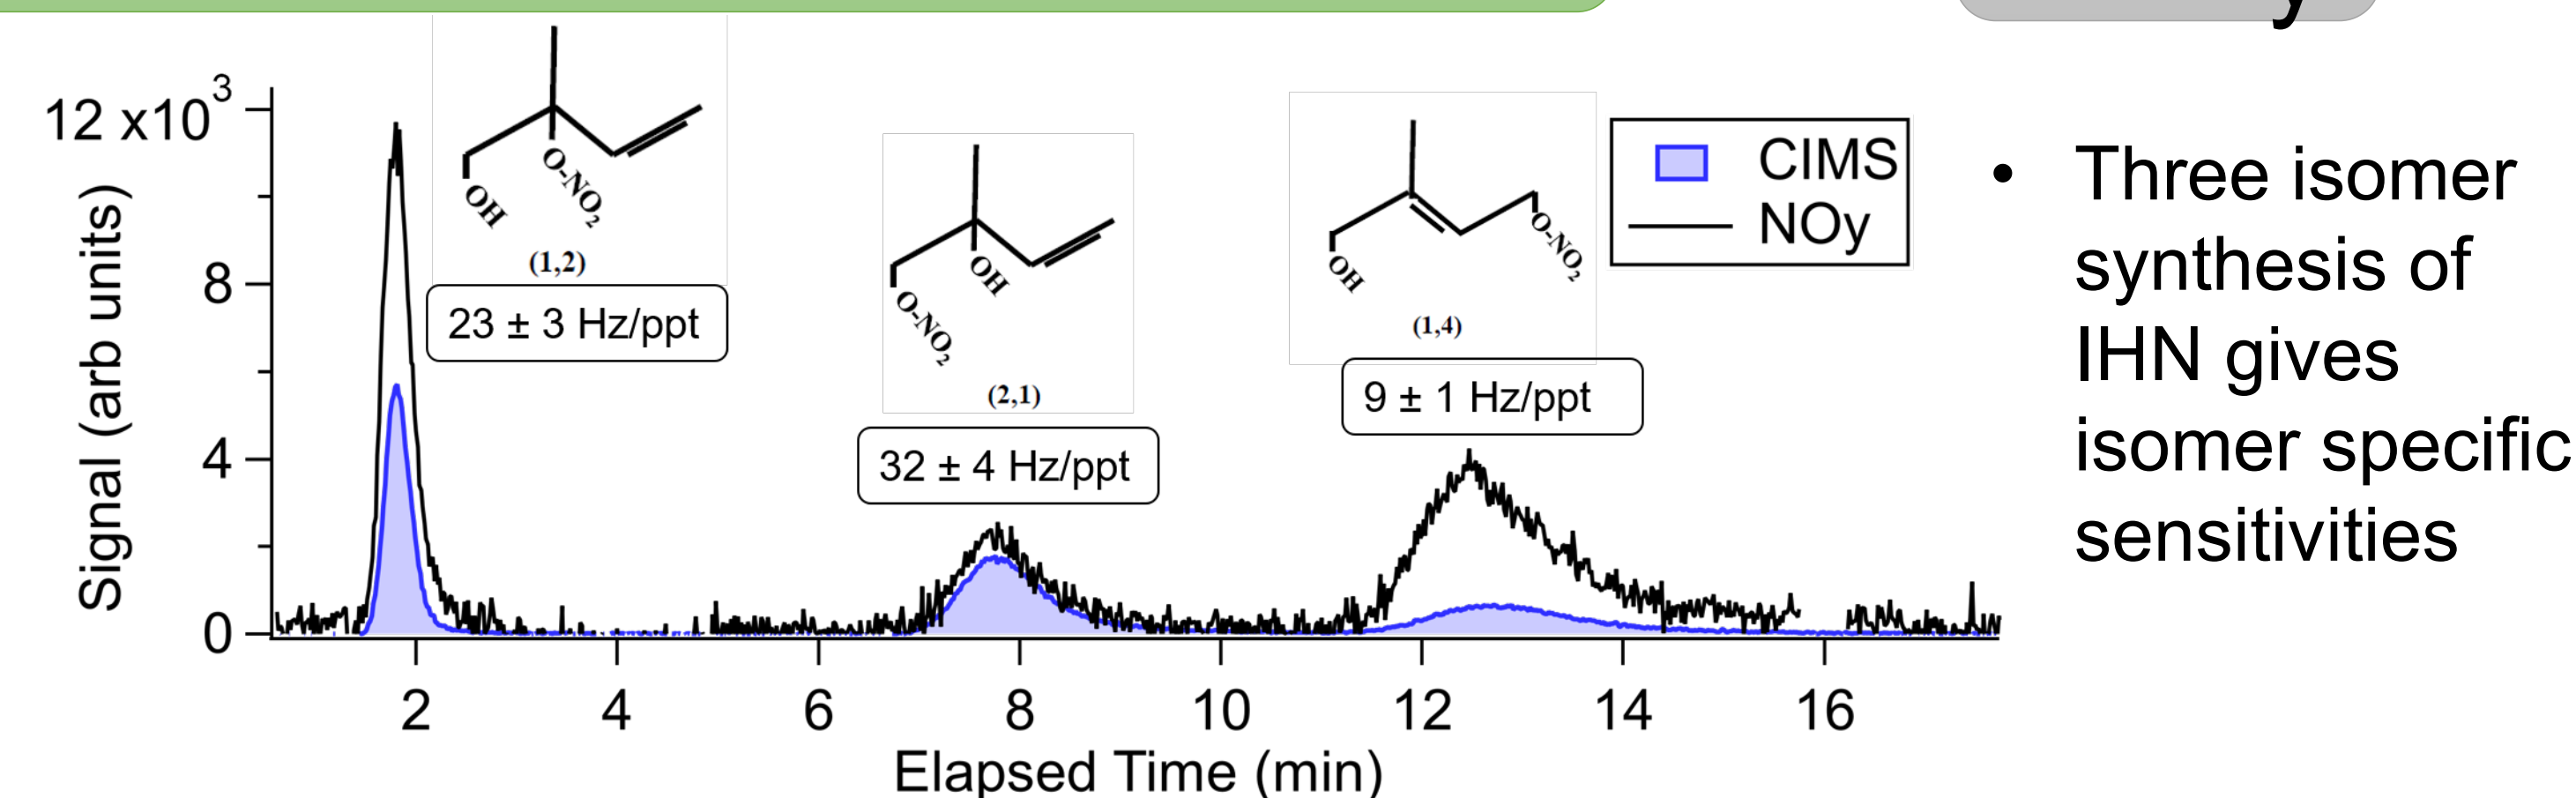 y
12 x10³
8
4
0
Signal (arb units)
OH
O-NO₂
(1,2)
23 ± 3 Hz/ppt
OH
O-NO₂
(2,1)
32 ± 4 Hz/ppt
OH
O-NO₂
(1,4)
9 ± 1 Hz/ppt
CIMS
NOy
2 4 6 8 10 12 14 16
Elapsed Time (min)
• Three isomer
synthesis of
IHN gives
isomer specific
sensitivities